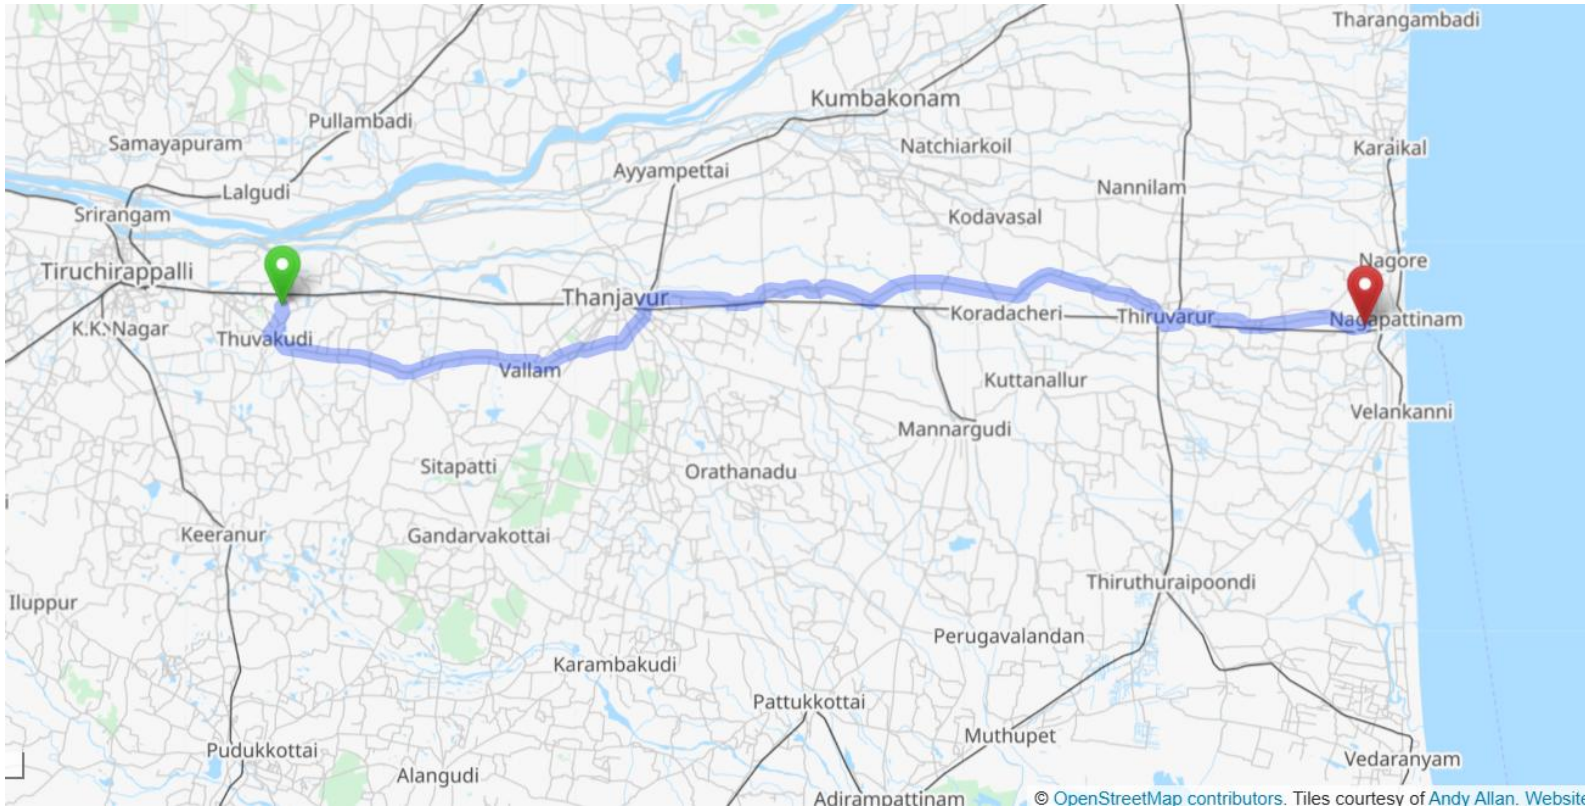 Tharangambadi
Kumbakonam
Pullambadi
Samayapuram
Natchiarkoil
Karaikal
Ayyampettai
Lalgudi
Nannilam
Srirangam
Kodavasal
Nagore
Tiruchirappalli
Thanjavur
Koradacheri
Thiruvarur
Nagapattinam
K.K. Nagar
Thuvakudi
Vallam
Kuttanallur
Velankanni
Mannargudi
Sitapatti
Orathanadu
Keeranur
Gandarvakottai
Thiruthuraipoondi
Iluppur
Perugavalandan
Karambakudi
Pattukkottai
Muthupet
Pudukkottai
Vedaranyam
Alangudi
Adirampattinam
© OpenStreetMap contributors. Tiles courtesy of Andy Allan. Website